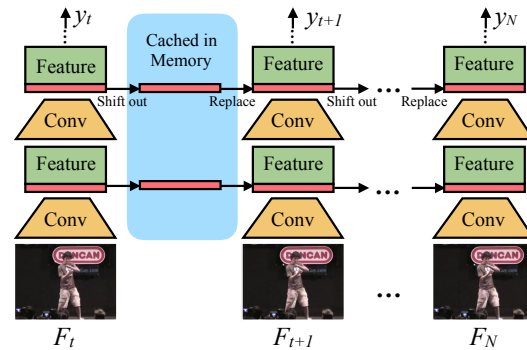 y_t y_{t+1} y_N
Cached in
Memory
Feature Feature Feature
Shift out Replace Shift out Replace
Conv Conv Conv
Feature Feature Feature
...
Conv Conv Conv
DUNCAN DUNCAN DUNCAN
...
F_t F_{t+1} F_N